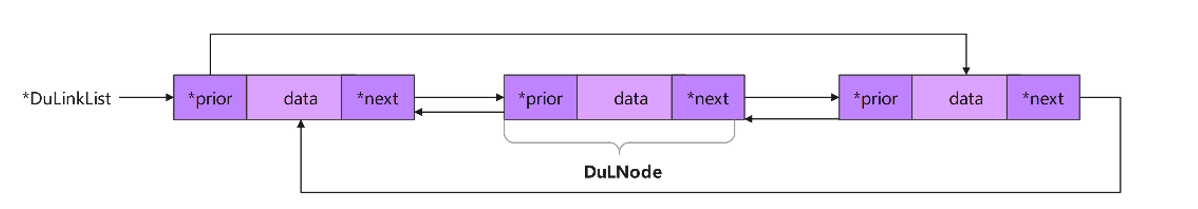 *DuLinkList *prior data *next *prior data *next *prior data *next
DuLNode